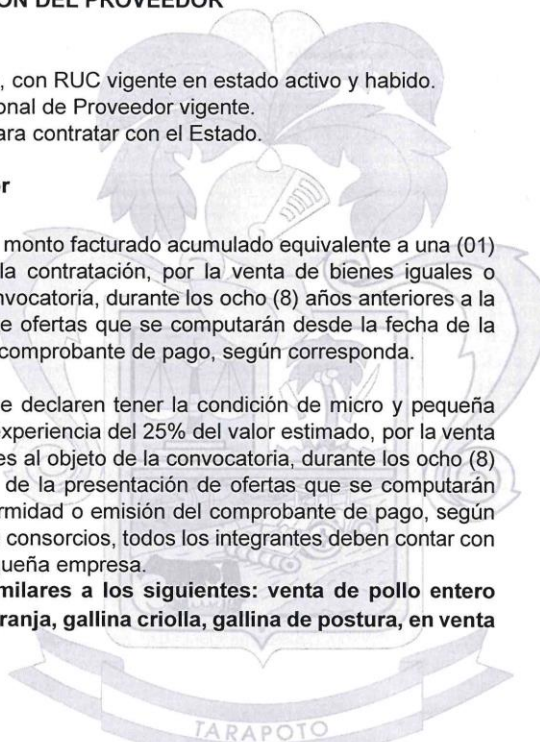 DEL PROVEEDOR
, con RUC vigente en estado activo y habido.
onal de Proveedor vigente.
ara contratar con el Estado.
r
monto facturado acumulado equivalente a una (01)
la contratación, por la venta de bienes iguales o
nvocatoria, durante los ocho (8) años anteriores a la
e ofertas que se computarán desde la fecha de la
comprobante de pago, según corresponda.
e declaren tener la condición de micro y pequeña
experiencia del 25% del valor estimado, por la venta
es al objeto de la convocatoria, durante los ocho (8)
de la presentación de ofertas que se computarán
rmidad o emisión del comprobante de pago, según
consorcios, todos los integrantes deben contar con
queña empresa.
milares a los siguientes: venta de pollo entero
ranja, gallina criolla, gallina de postura, en venta
TARAPOTO